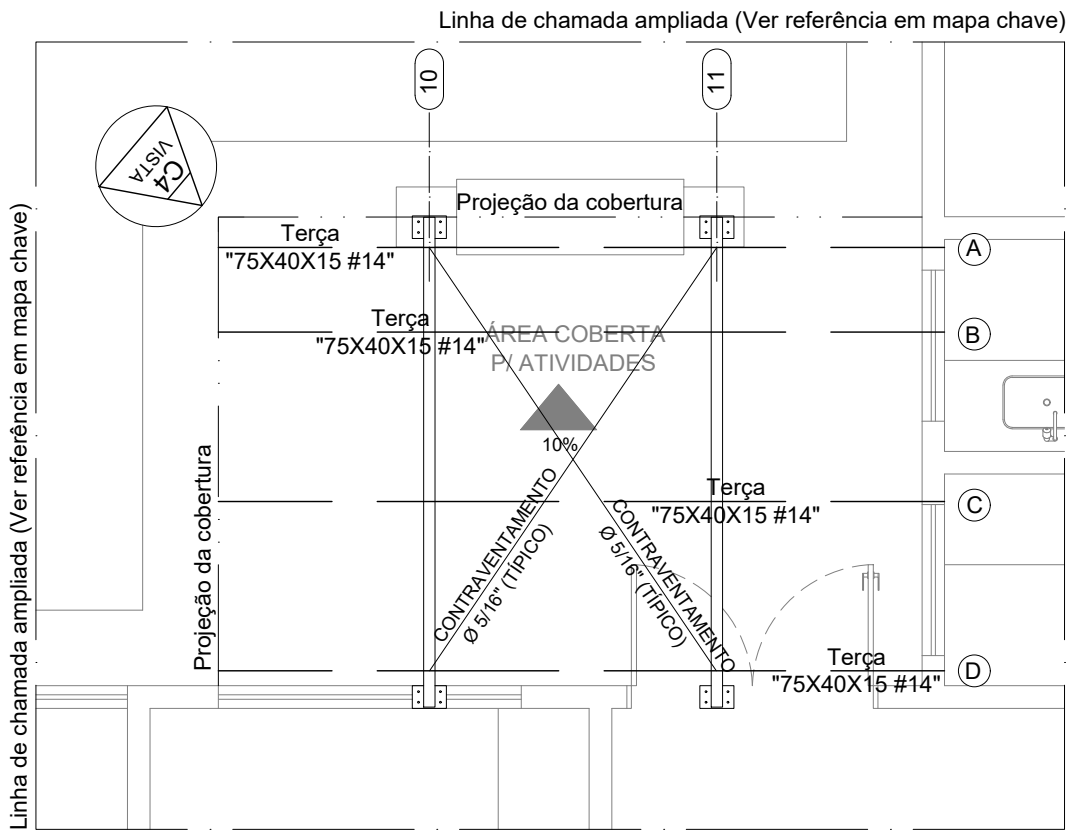 Linha de chamada ampliada (Ver referência em mapa chave)
10
11
C4
VISTA
Projeção da cobertura
Terça
"75X40X15 #14"
A
Terça
"75X40X15 #14"
B
ÁREA COBERTA
P/ ATIVIDADES
10%
Linha de chamada ampliada (Ver referência em mapa chave)
Projeção da cobertura
CONTRAVENTAMENTO
Ø 5/16" (TÍPICO)
CONTRAVENTAMENTO
Ø 5/16" (TÍPICO)
Terça
"75X40X15 #14"
C
Terça
"75X40X15 #14"
D